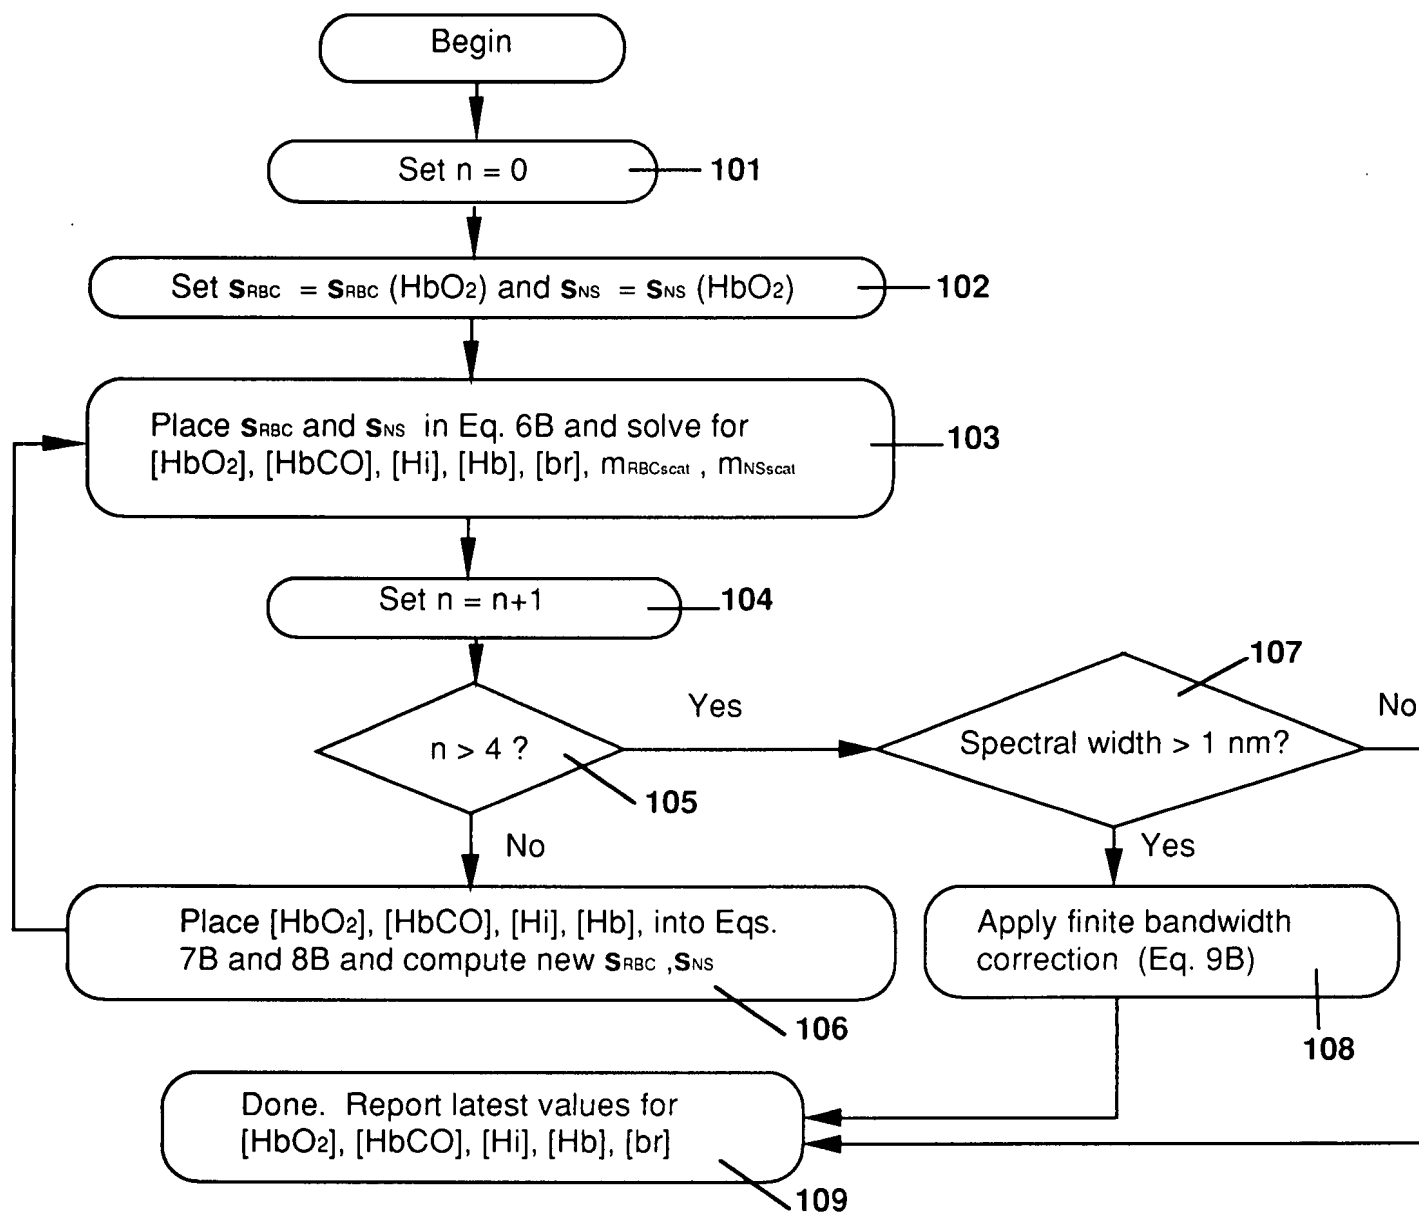 Begin
Set n = 0
101
Set sRBC = sRBC (HbO2) and sNS = sNS (HbO2)
102
Place sRBC and sNS in Eq. 6B and solve for
[HbO2], [HbCO], [Hi], [Hb], [br], mRBCscat , mNSscat
103
Set n = n+1
104
n > 4 ?
105
Yes
No
Spectral width > 1 nm?
107
No
Yes
Place [HbO2], [HbCO], [Hi], [Hb], into Eqs.
7B and 8B and compute new sRBC ,sNS
106
Apply finite bandwidth
correction (Eq. 9B)
108
Done. Report latest values for
[HbO2], [HbCO], [Hi], [Hb], [br]
109